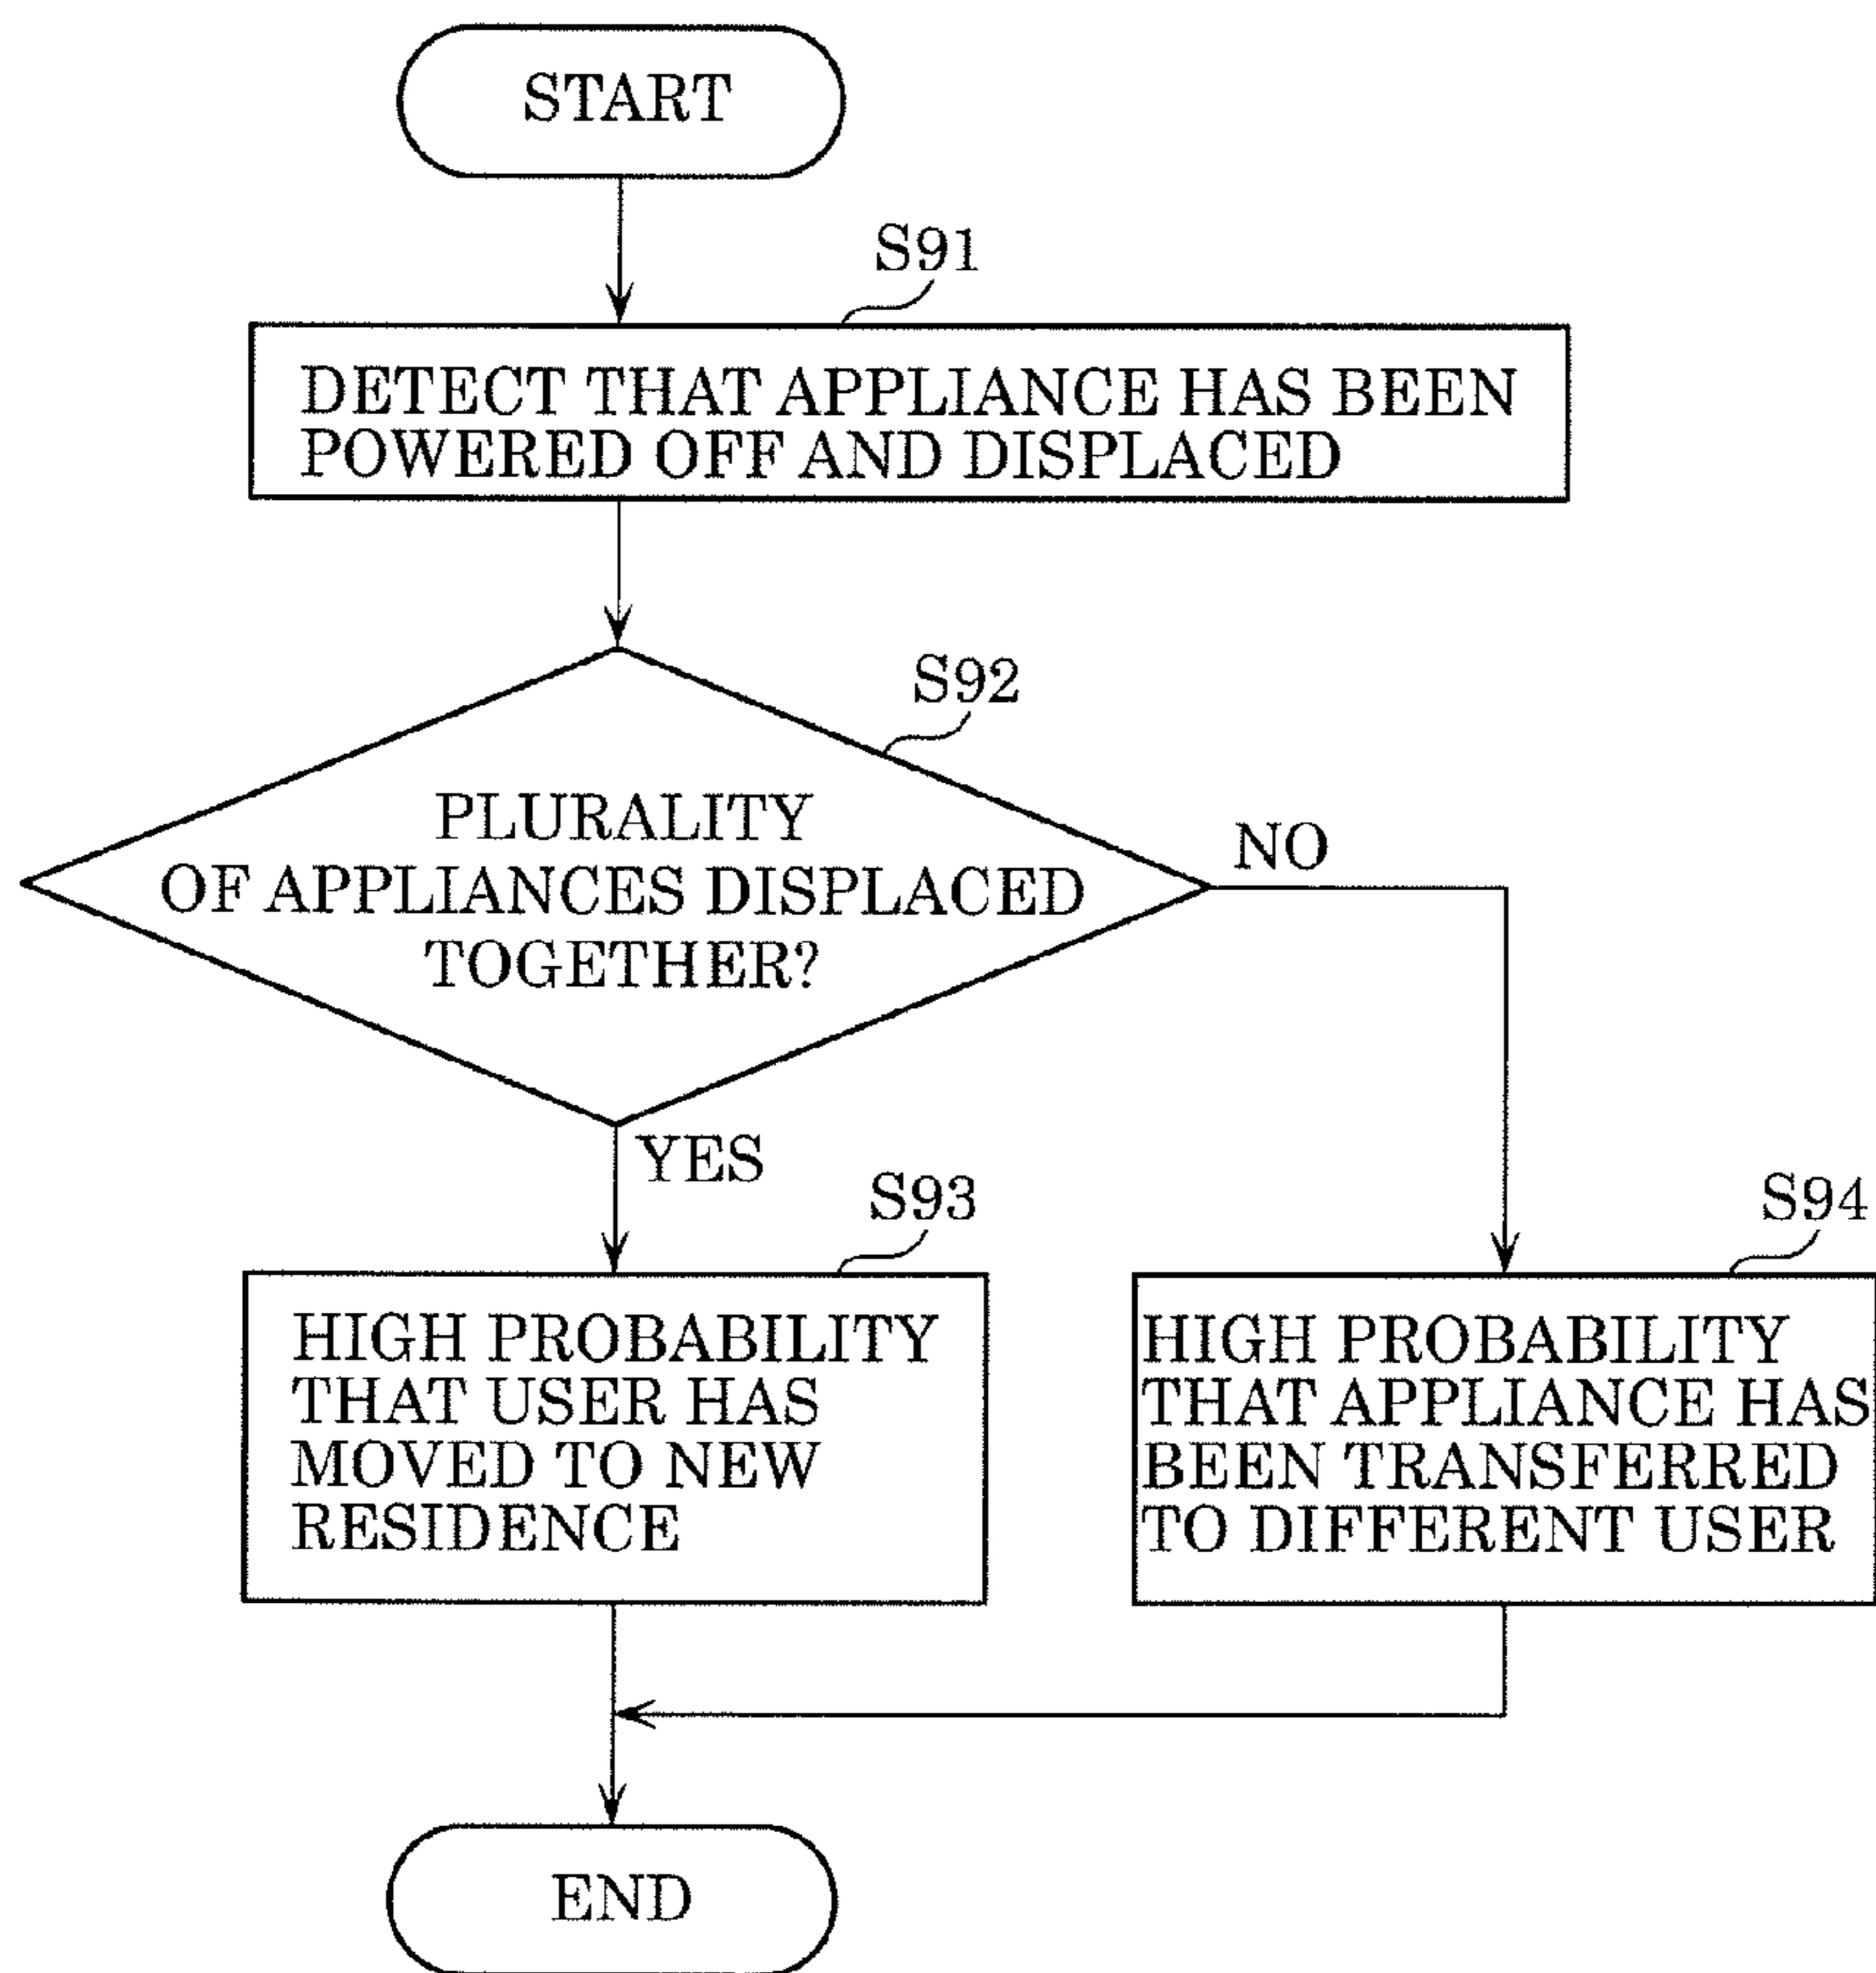 START
S91
DETECT THAT APPLIANCE HAS BEEN
POWERED OFF AND DISPLACED
S92
PLURALITY
OF APPLIANCES DISPLACED
TOGETHER?
NO
YES
S93
HIGH PROBABILITY
THAT USER HAS
MOVED TO NEW
RESIDENCE
S94
HIGH PROBABILITY
THAT APPLIANCE HAS
BEEN TRANSFERRED
TO DIFFERENT USER
END